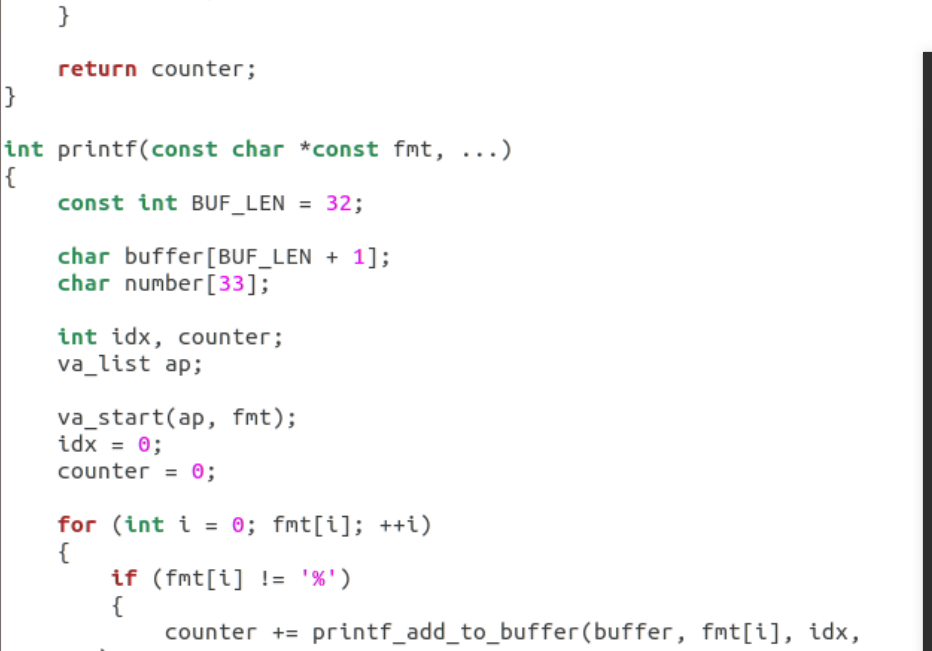 }
return counter;
}
int printf(const char *const fmt, ...)
{
const int BUF_LEN = 32;
char buffer[BUF_LEN + 1];
char number[33];
int idx, counter;
va_list ap;
va_start(ap, fmt);
idx = 0;
counter = 0;
for (int i = 0; fmt[i]; ++i)
{
if (fmt[i] != '%')
{
counter += printf_add_to_buffer(buffer, fmt[i], idx,